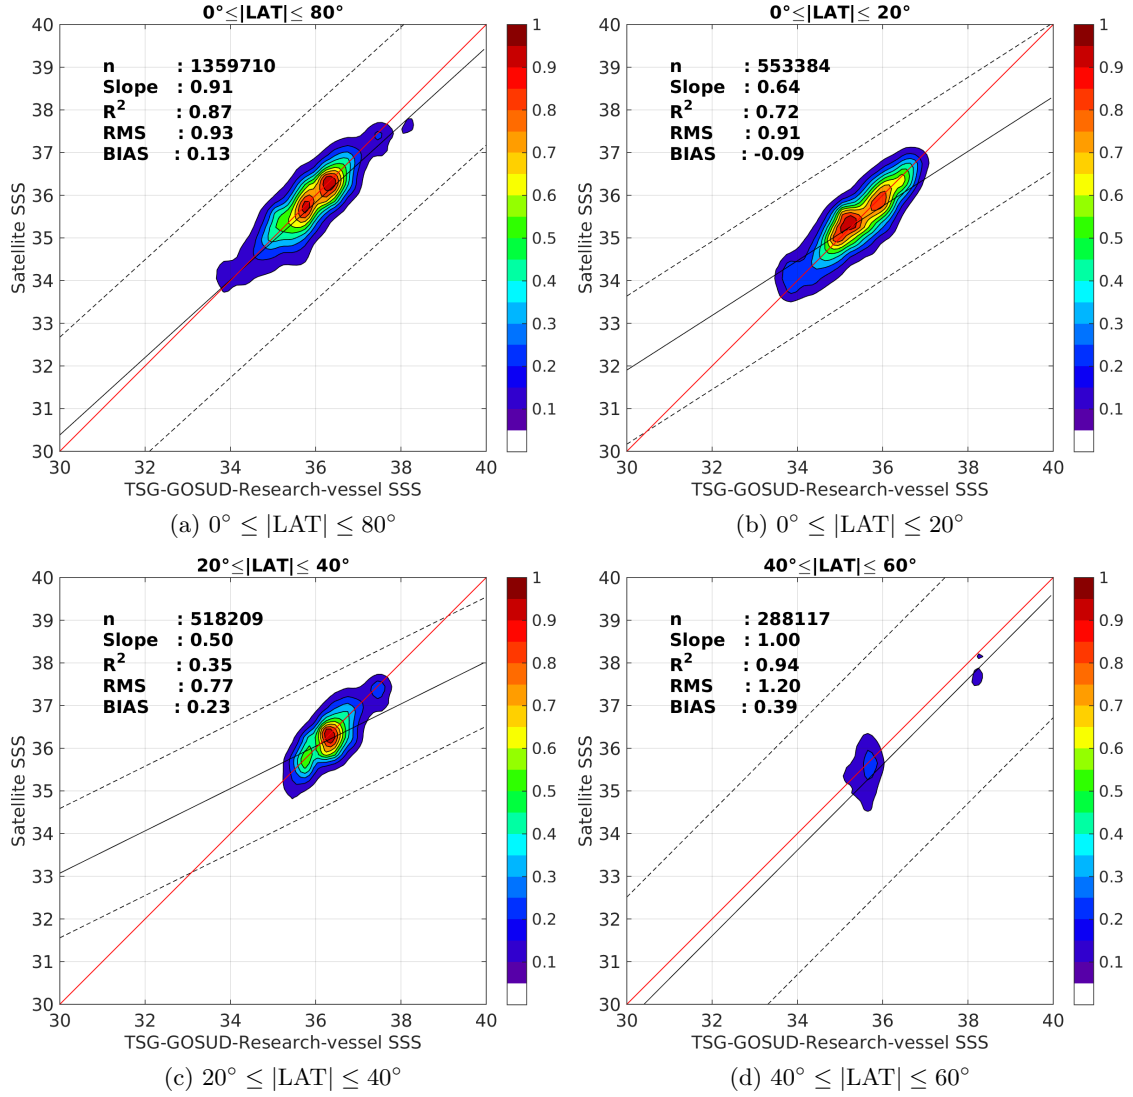 0°≤|LAT|≤ 80°
40
39
38
37
36
35
34
33
32
31
30
Satellite SSS
n : 1359710
Slope : 0.91
R² : 0.87
RMS : 0.93
BIAS : 0.13
30 32 34 36 38 40
TSG-GOSUD-Research-vessel SSS
1
0.9
0.8
0.7
0.6
0.5
0.4
0.3
0.2
0.1
(a) 0° ≤ |LAT| ≤ 80°
0°≤|LAT|≤ 20°
40
39
38
37
36
35
34
33
32
31
30
Satellite SSS
n : 553384
Slope : 0.64
R² : 0.72
RMS : 0.91
BIAS : -0.09
30 32 34 36 38 40
TSG-GOSUD-Research-vessel SSS
1
0.9
0.8
0.7
0.6
0.5
0.4
0.3
0.2
0.1
(b) 0° ≤ |LAT| ≤ 20°
20°≤|LAT|≤ 40°
40
39
38
37
36
35
34
33
32
31
30
Satellite SSS
n : 518209
Slope : 0.50
R² : 0.35
RMS : 0.77
BIAS : 0.23
30 32 34 36 38 40
TSG-GOSUD-Research-vessel SSS
1
0.9
0.8
0.7
0.6
0.5
0.4
0.3
0.2
0.1
(c) 20° ≤ |LAT| ≤ 40°
40°≤|LAT|≤ 60°
40
39
38
37
36
35
34
33
32
31
30
Satellite SSS
n : 288117
Slope : 1.00
R² : 0.94
RMS : 1.20
BIAS : 0.39
30 32 34 36 38 40
TSG-GOSUD-Research-vessel SSS
1
0.9
0.8
0.7
0.6
0.5
0.4
0.3
0.2
0.1
(d) 40° ≤ |LAT| ≤ 60°